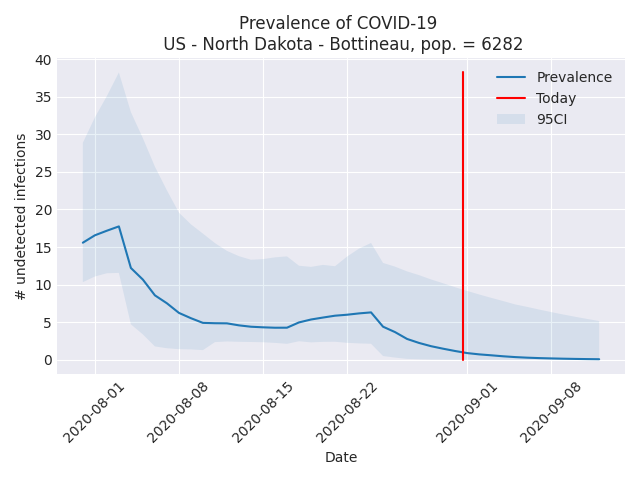 Prevalence of COVID-19
US - North Dakota - Bottineau, pop. = 6282
40
35
30
25
20
15
10
5
0
# undetected infections
Prevalence
Today
95CI
2020-08-01
2020-08-08
2020-08-15
2020-08-22
2020-09-01
2020-09-08
Date